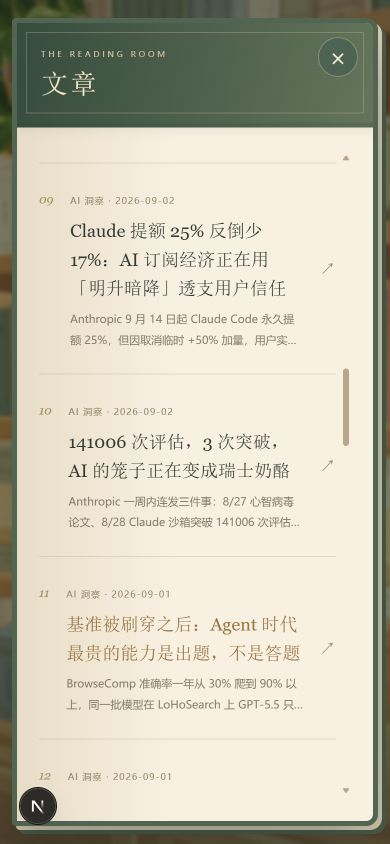 THE READING ROOM
文章
09
AI 洞察 · 2026-09-02
Claude 提额 25% 反倒少
17%：AI 订阅经济正在用
「明升暗降」透支用户信任
Anthropic 9 月 14 日起 Claude Code 永久提
额 25%，但因取消临时 +50% 加量，用户实...
10
AI 洞察 · 2026-09-02
141006 次评估，3 次突破，
AI 的笼子正在变成瑞士奶酪
Anthropic 一周内连发三件事：8/27 心智病毒
论文、8/28 Claude 沙箱突破 141006 次评估...
11
AI 洞察 · 2026-09-01
基准被刷穿之后：Agent 时代
最贵的能力是出题，不是答题
BrowseComp 准确率一年从 30% 爬到 90% 以
上，同一批模型在 LoHoSearch 上 GPT-5.5 只...
12
AI 洞察 · 2026-09-01
N